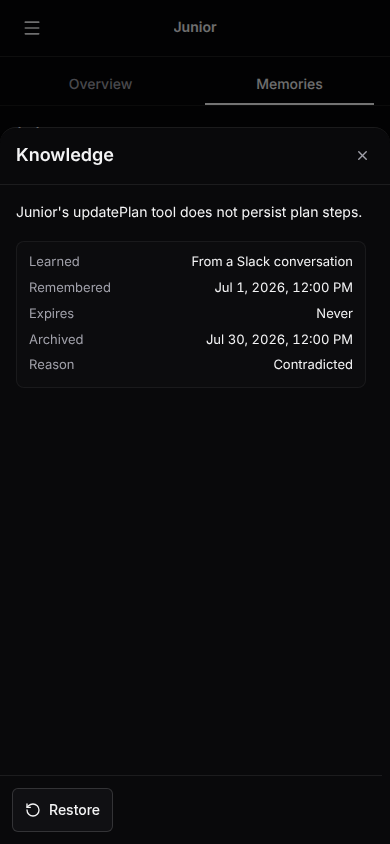 Junior
Overview
Memories
Knowledge
Junior's updatePlan tool does not persist plan steps.
Learned From a Slack conversation
Remembered Jul 1, 2026, 12:00 PM
Expires Never
Archived Jul 30, 2026, 12:00 PM
Reason Contradicted
Restore